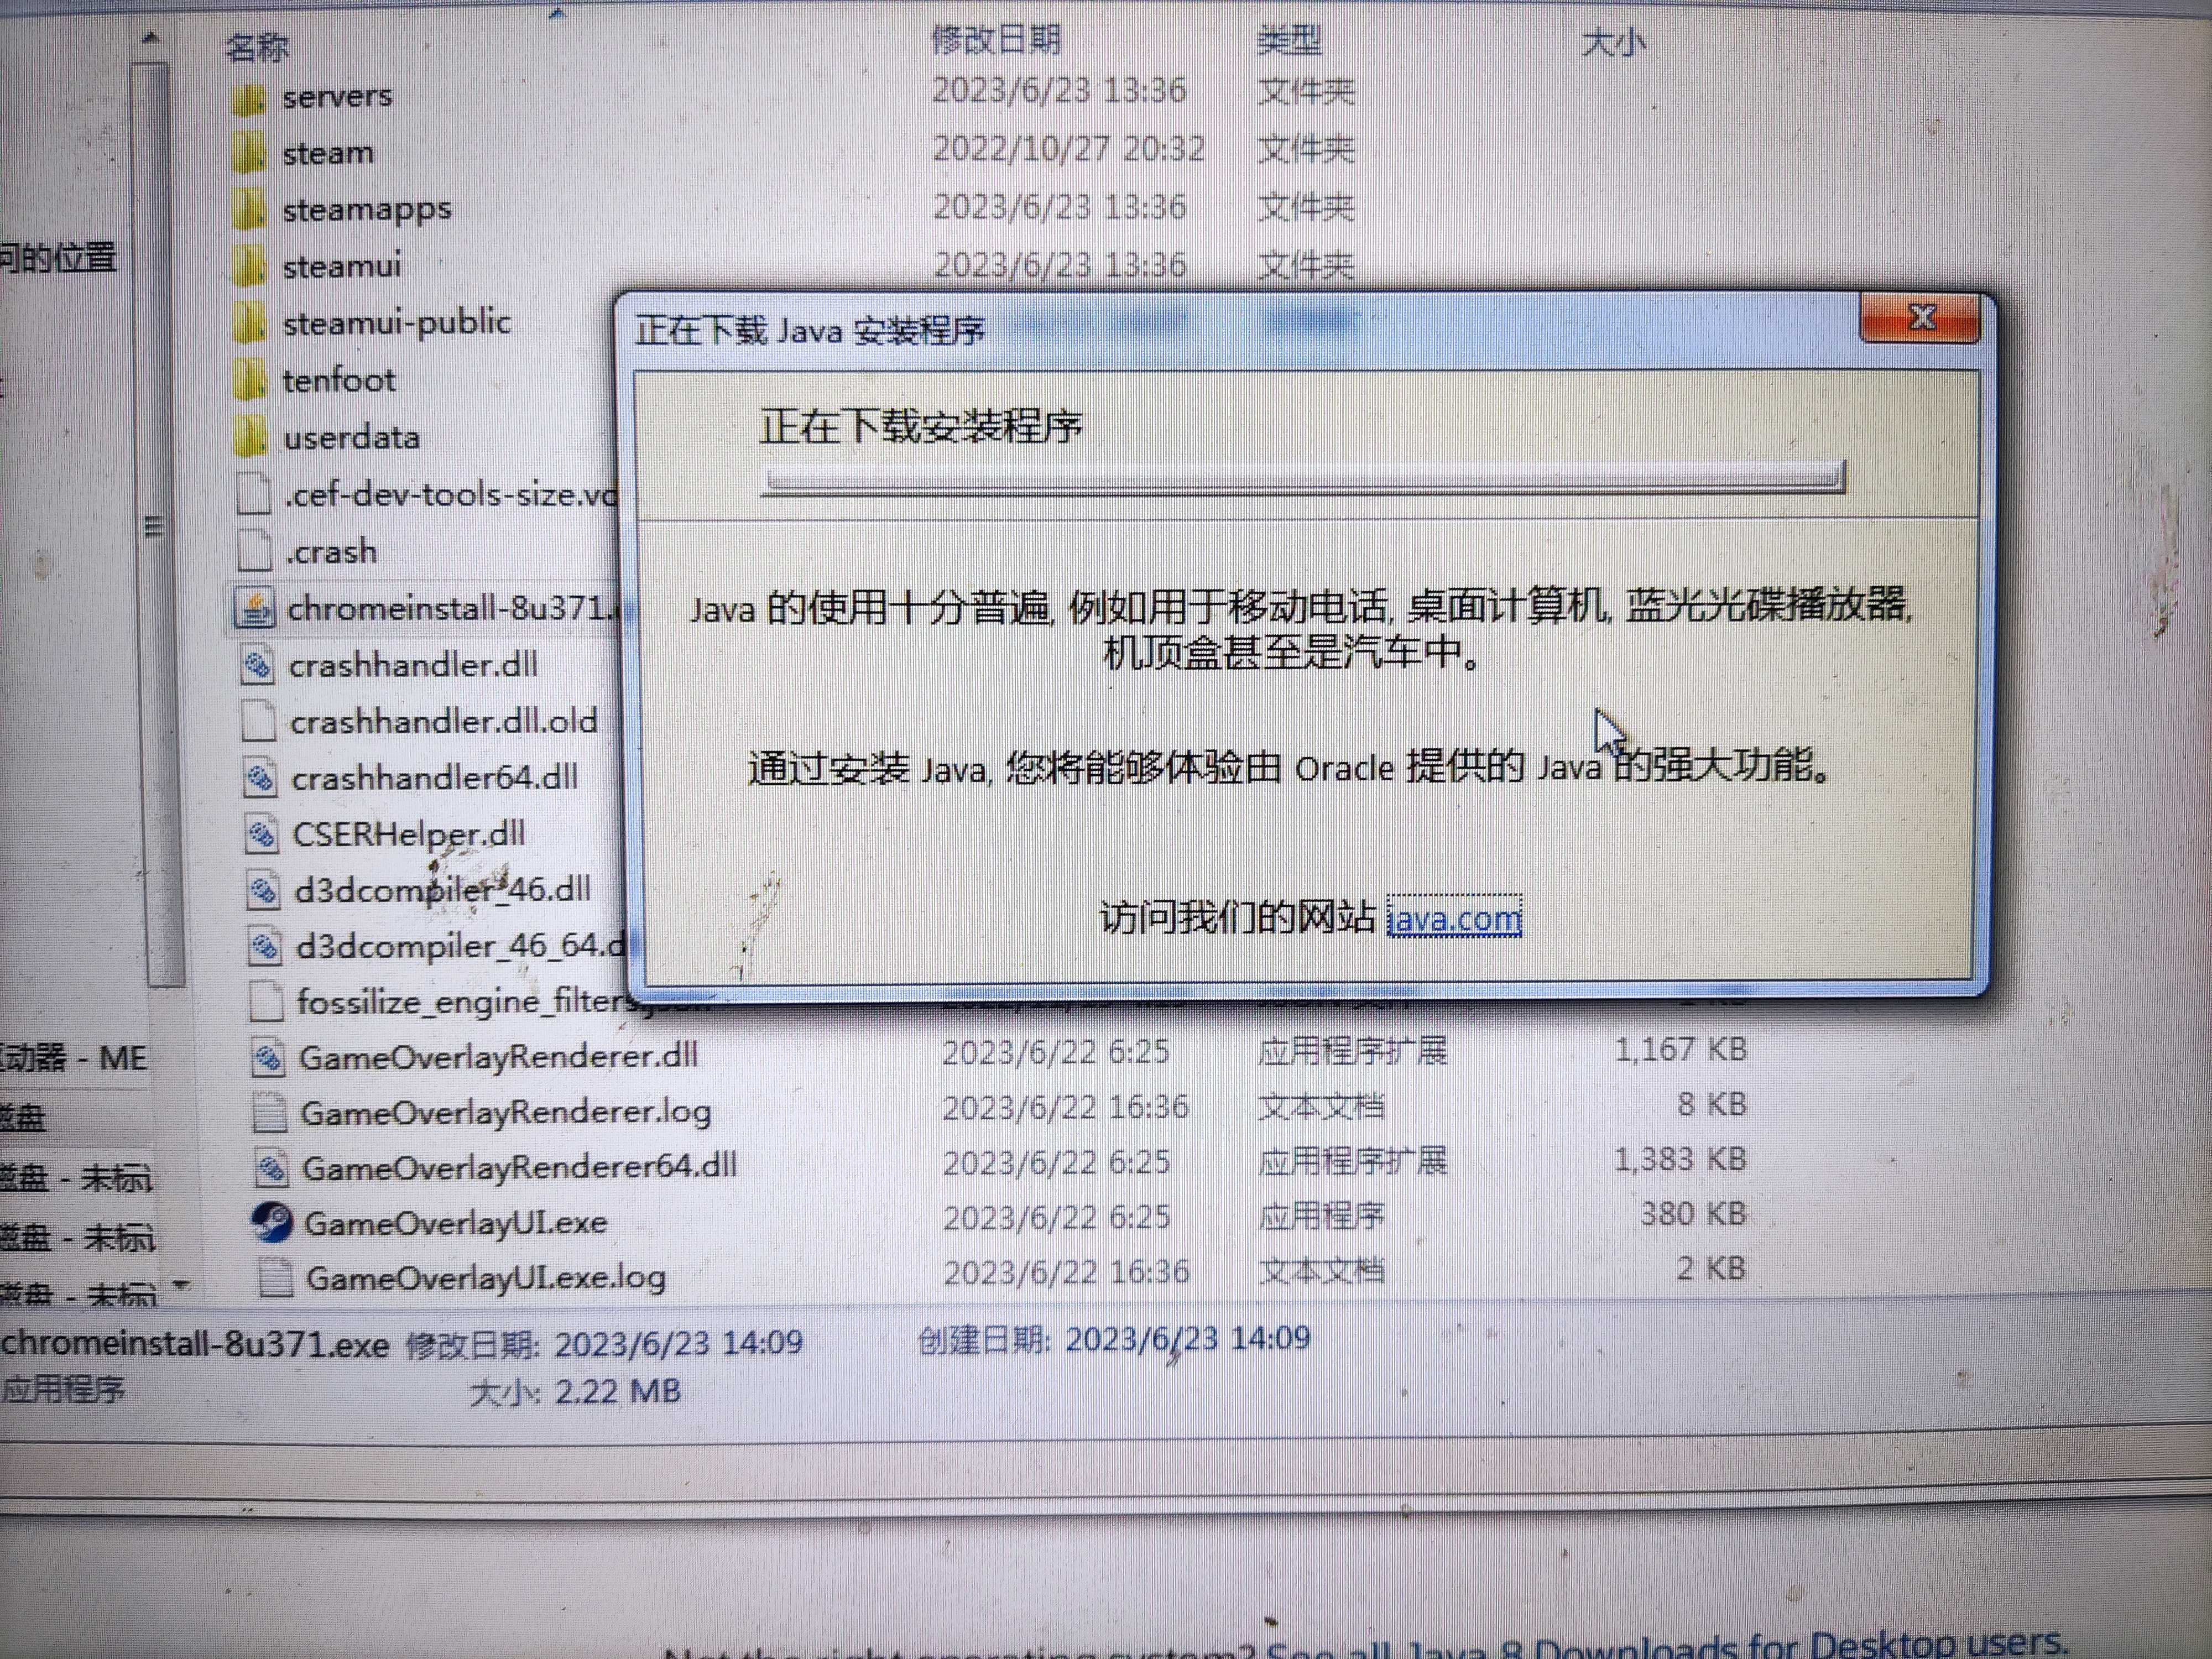 名称 修改日期 类型 大小
servers 2023/6/23 13:36 文件夹
steam 2022/10/27 20:32 文件夹
steamapps 2023/6/23 13:36 文件夹
问的位置
steamui 2023/6/23 13:36 文件夹
steamui-public
tenfoot
userdata
.cef-dev-tools-size.vd
.crash
chromeinstall-8u371.
crashhandler.dll
crashhandler.dll.old
crashhandler64.dll
CSERHelper.dll
d3dcompiler_46.dll
d3dcompiler_46_64.d
fossilize_engine_filters.json
正在下载 Java 安装程序
正在下载安装程序
Java 的使用十分普遍, 例如用于移动电话, 桌面计算机, 蓝光光碟播放器,
机顶盒甚至是汽车中。
通过安装 Java, 您将能够体验由 Oracle 提供的 Java 的强大功能。
访问我们的网站 java.com
动器 - ME
GameOverlayRenderer.dll 2023/6/22 6:25 应用程序扩展 1,167 KB
磁盘
GameOverlayRenderer.log 2023/6/22 16:36 文本文档 8 KB
磁盘 - 未标
GameOverlayRenderer64.dll 2023/6/22 6:25 应用程序扩展 1,383 KB
磁盘 - 未标
GameOverlayUI.exe 2023/6/22 6:25 应用程序 380 KB
磁盘 - 未标
GameOverlayUI.exe.log 2023/6/22 16:36 文本文档 2 KB
chromeinstall-8u371.exe 修改日期: 2023/6/23 14:09 创建日期: 2023/6/23 14:09
应用程序 大小: 2.22 MB
Not the right operating system? See all Java 8 Downloads for Desktop users.